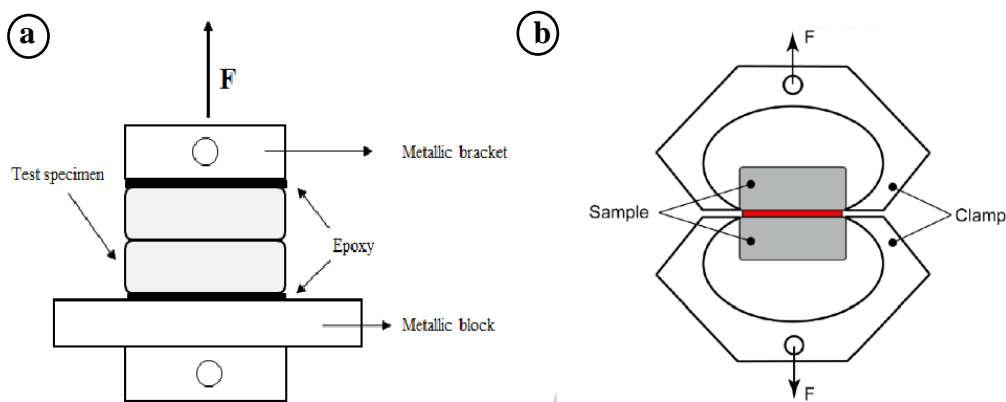 a
F
Metallic bracket
Test specimen
Epoxy
Metallic block
b
F
Sample
Clamp
F